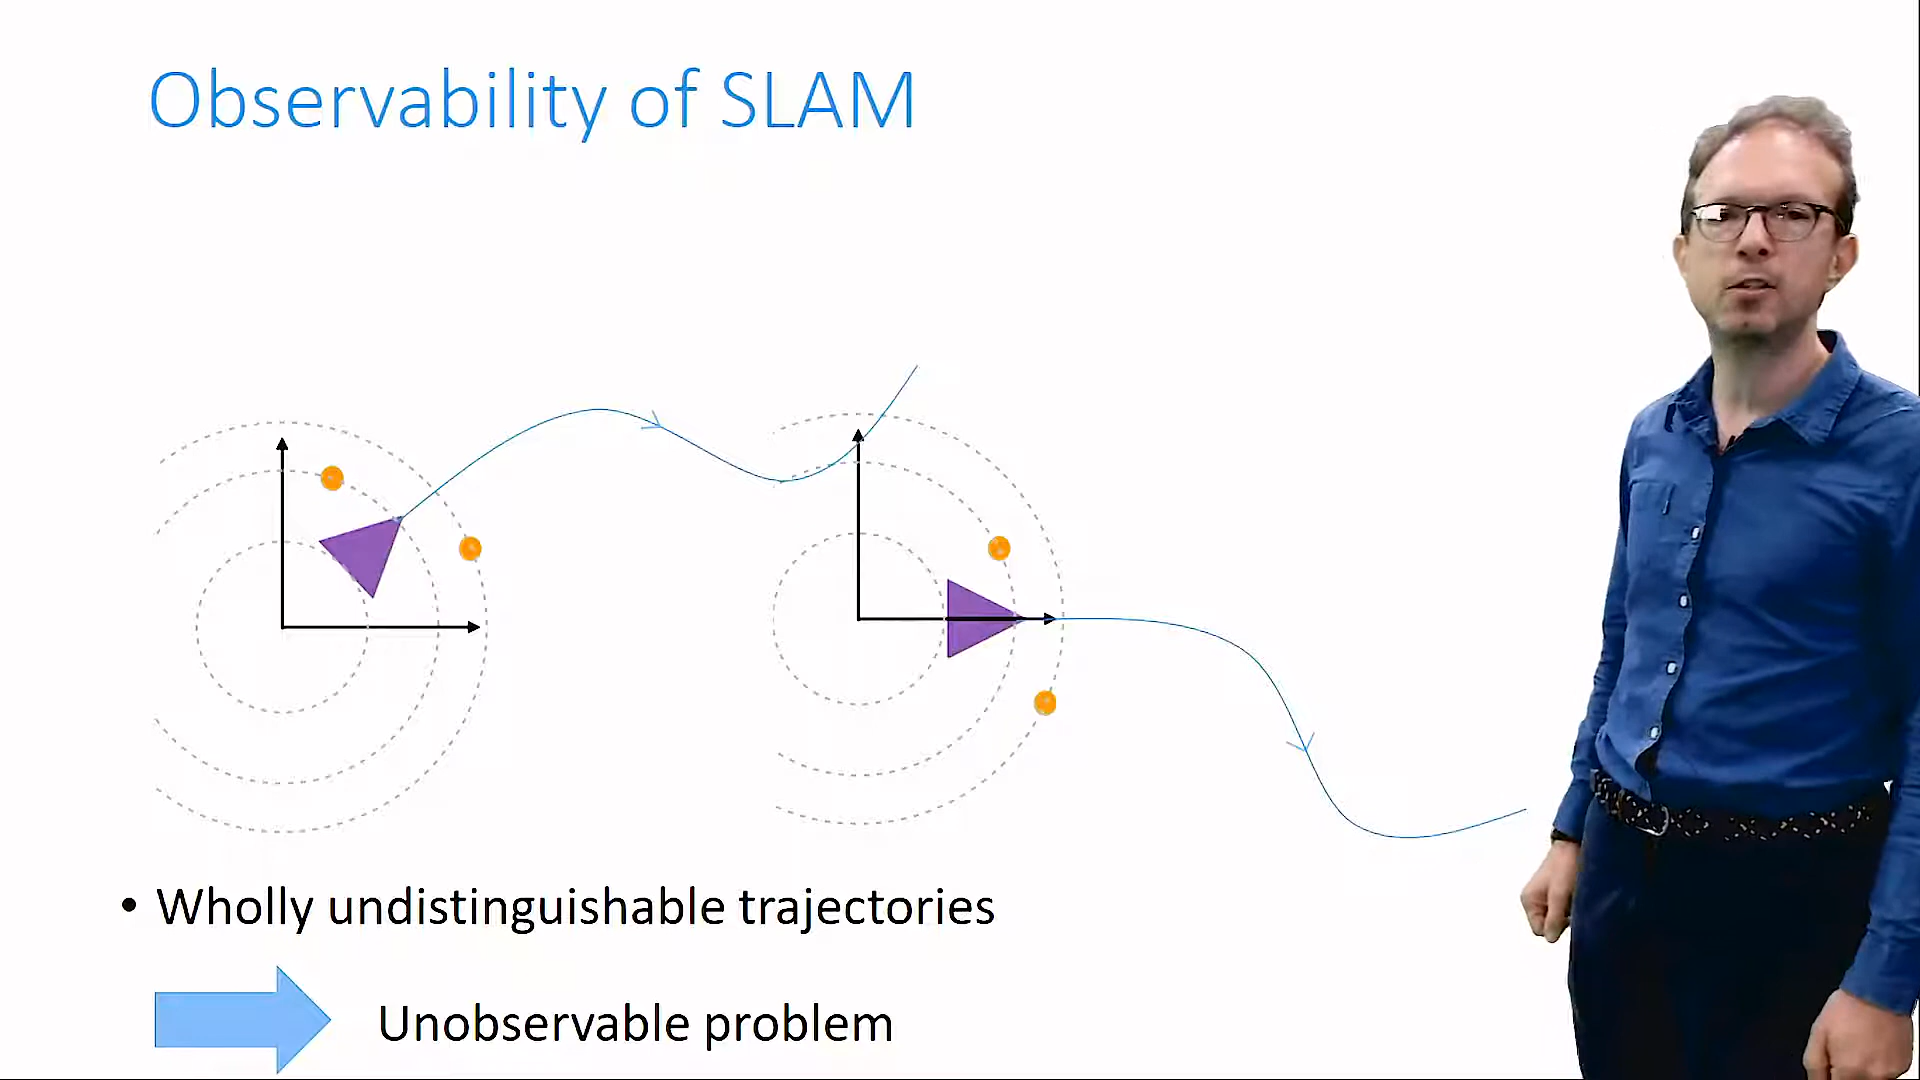 Observability of SLAM
• Wholly undistinguishable trajectories
Unobservable problem